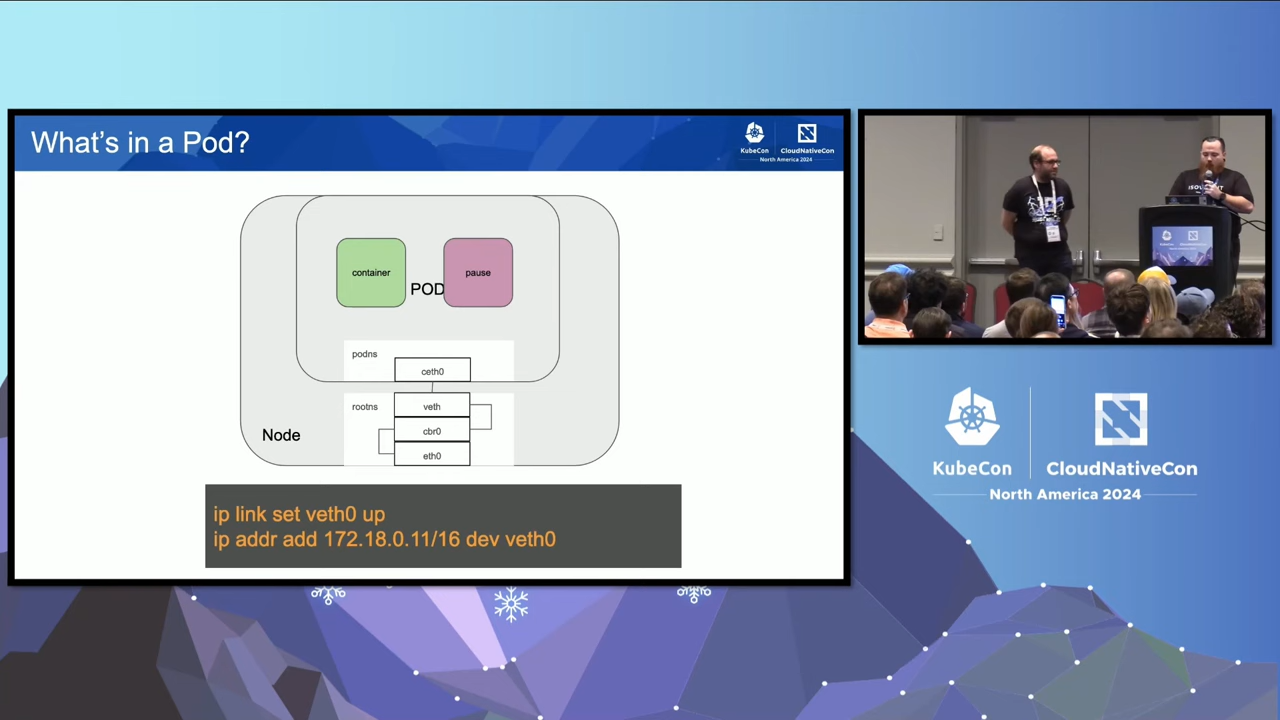 What's in a Pod?
KubeCon
CloudNativeCon
North America 2024
container
POD
pause
podns
ceth0
rootns
veth
cbr0
eth0
Node
ip link set veth0 up
ip addr add 172.18.0.11/16 dev veth0
KubeCon
CloudNativeCon
North America 2024